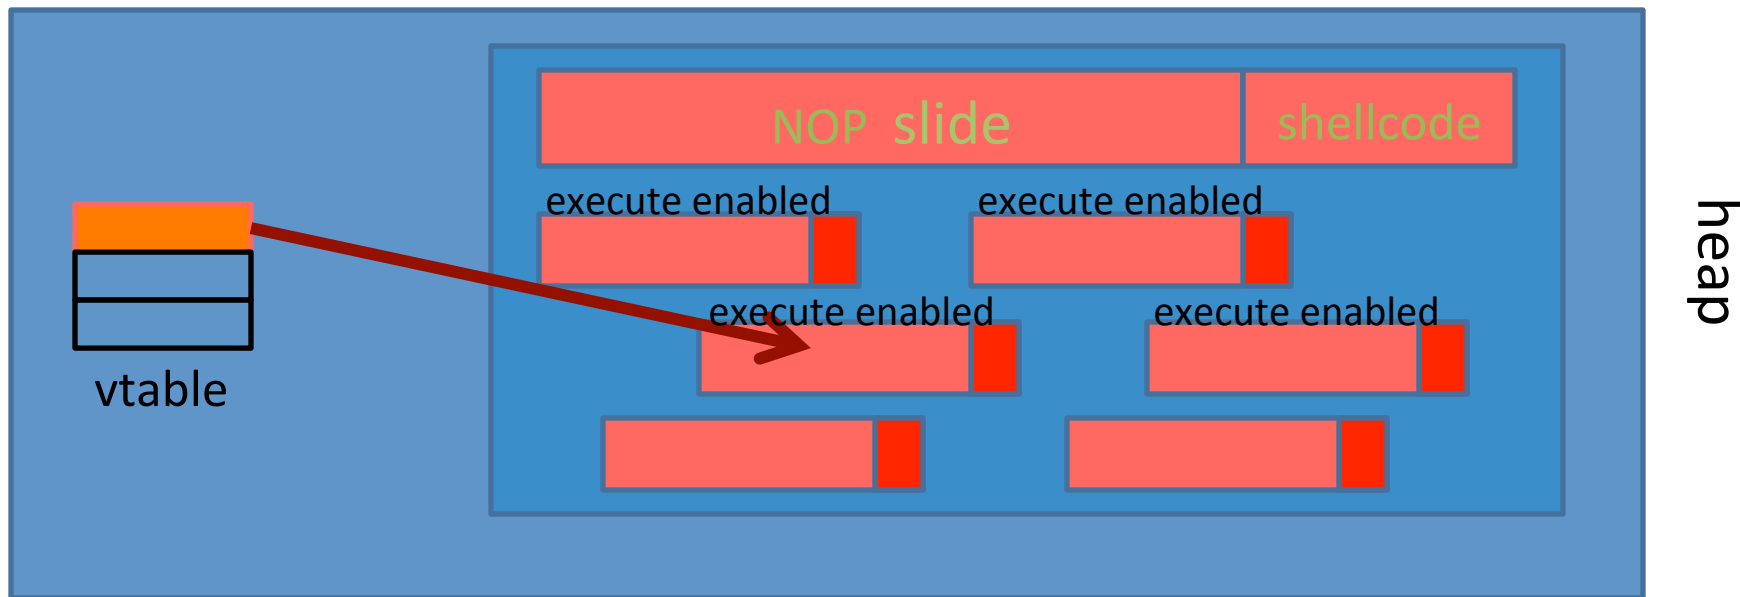 NOP slide
shellcode
execute enabled
execute enabled
execute enabled
execute enabled
vtable
heap